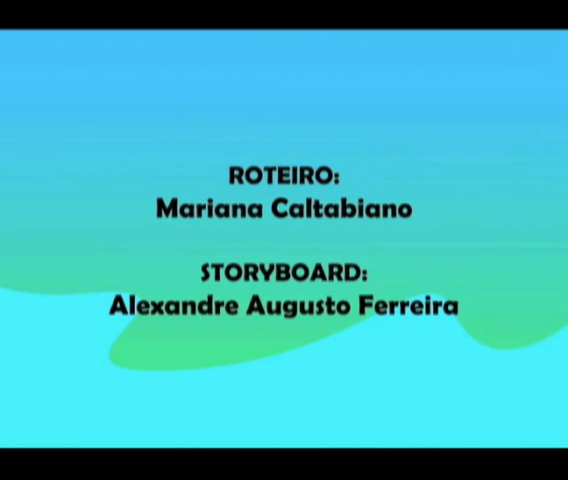 ROTEIRO:
Mariana Caltabiano
STORYBOARD:
Alexandre Augusto Ferreira